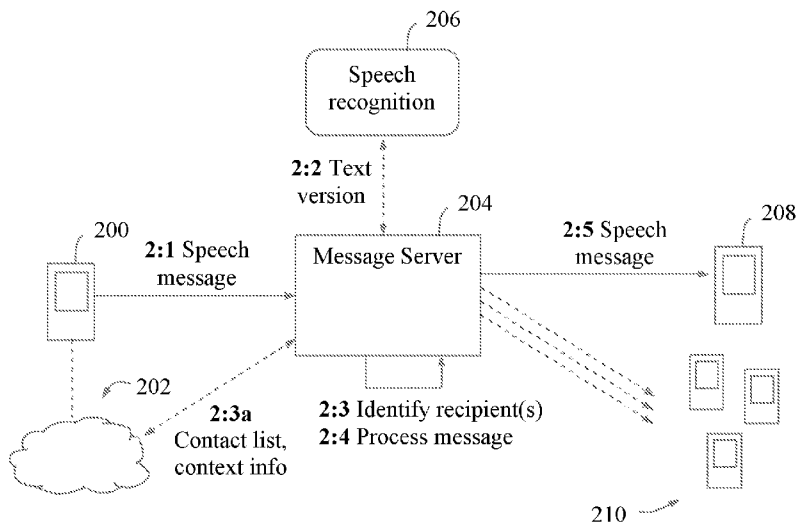 206
Speech
recognition
2:2 Text
version
204
200
2:1 Speech
message
Message Server
2:5 Speech
message
208
202
2:3a
Contact list,
context info
2:3 Identify recipient(s)
2:4 Process message
210